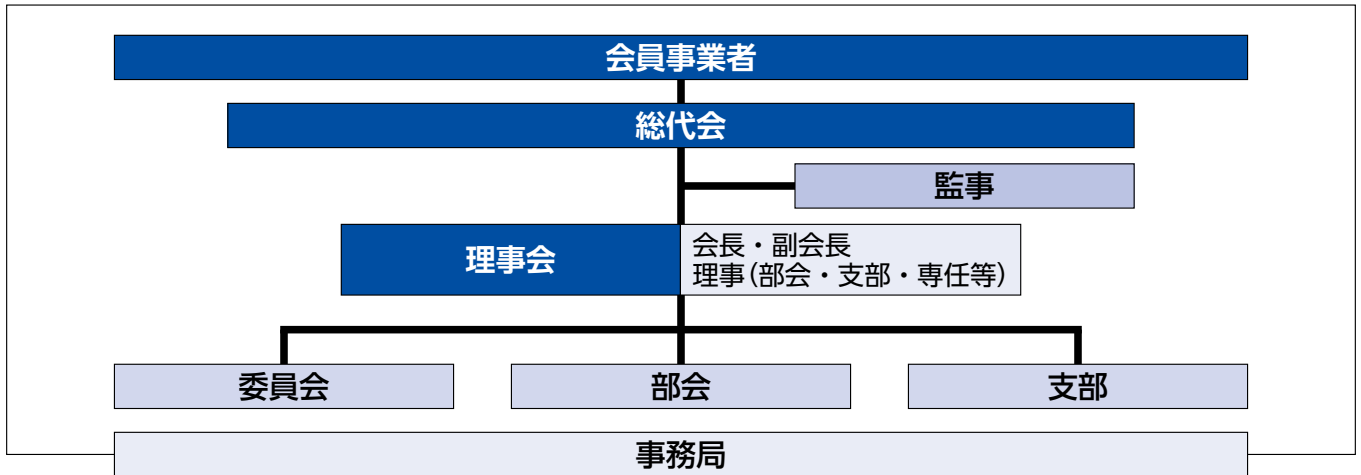 会員事業者
総代会
監事
理事会
会長・副会長
理事（部会・支部・専任等）
委員会
部会
支部
事務局